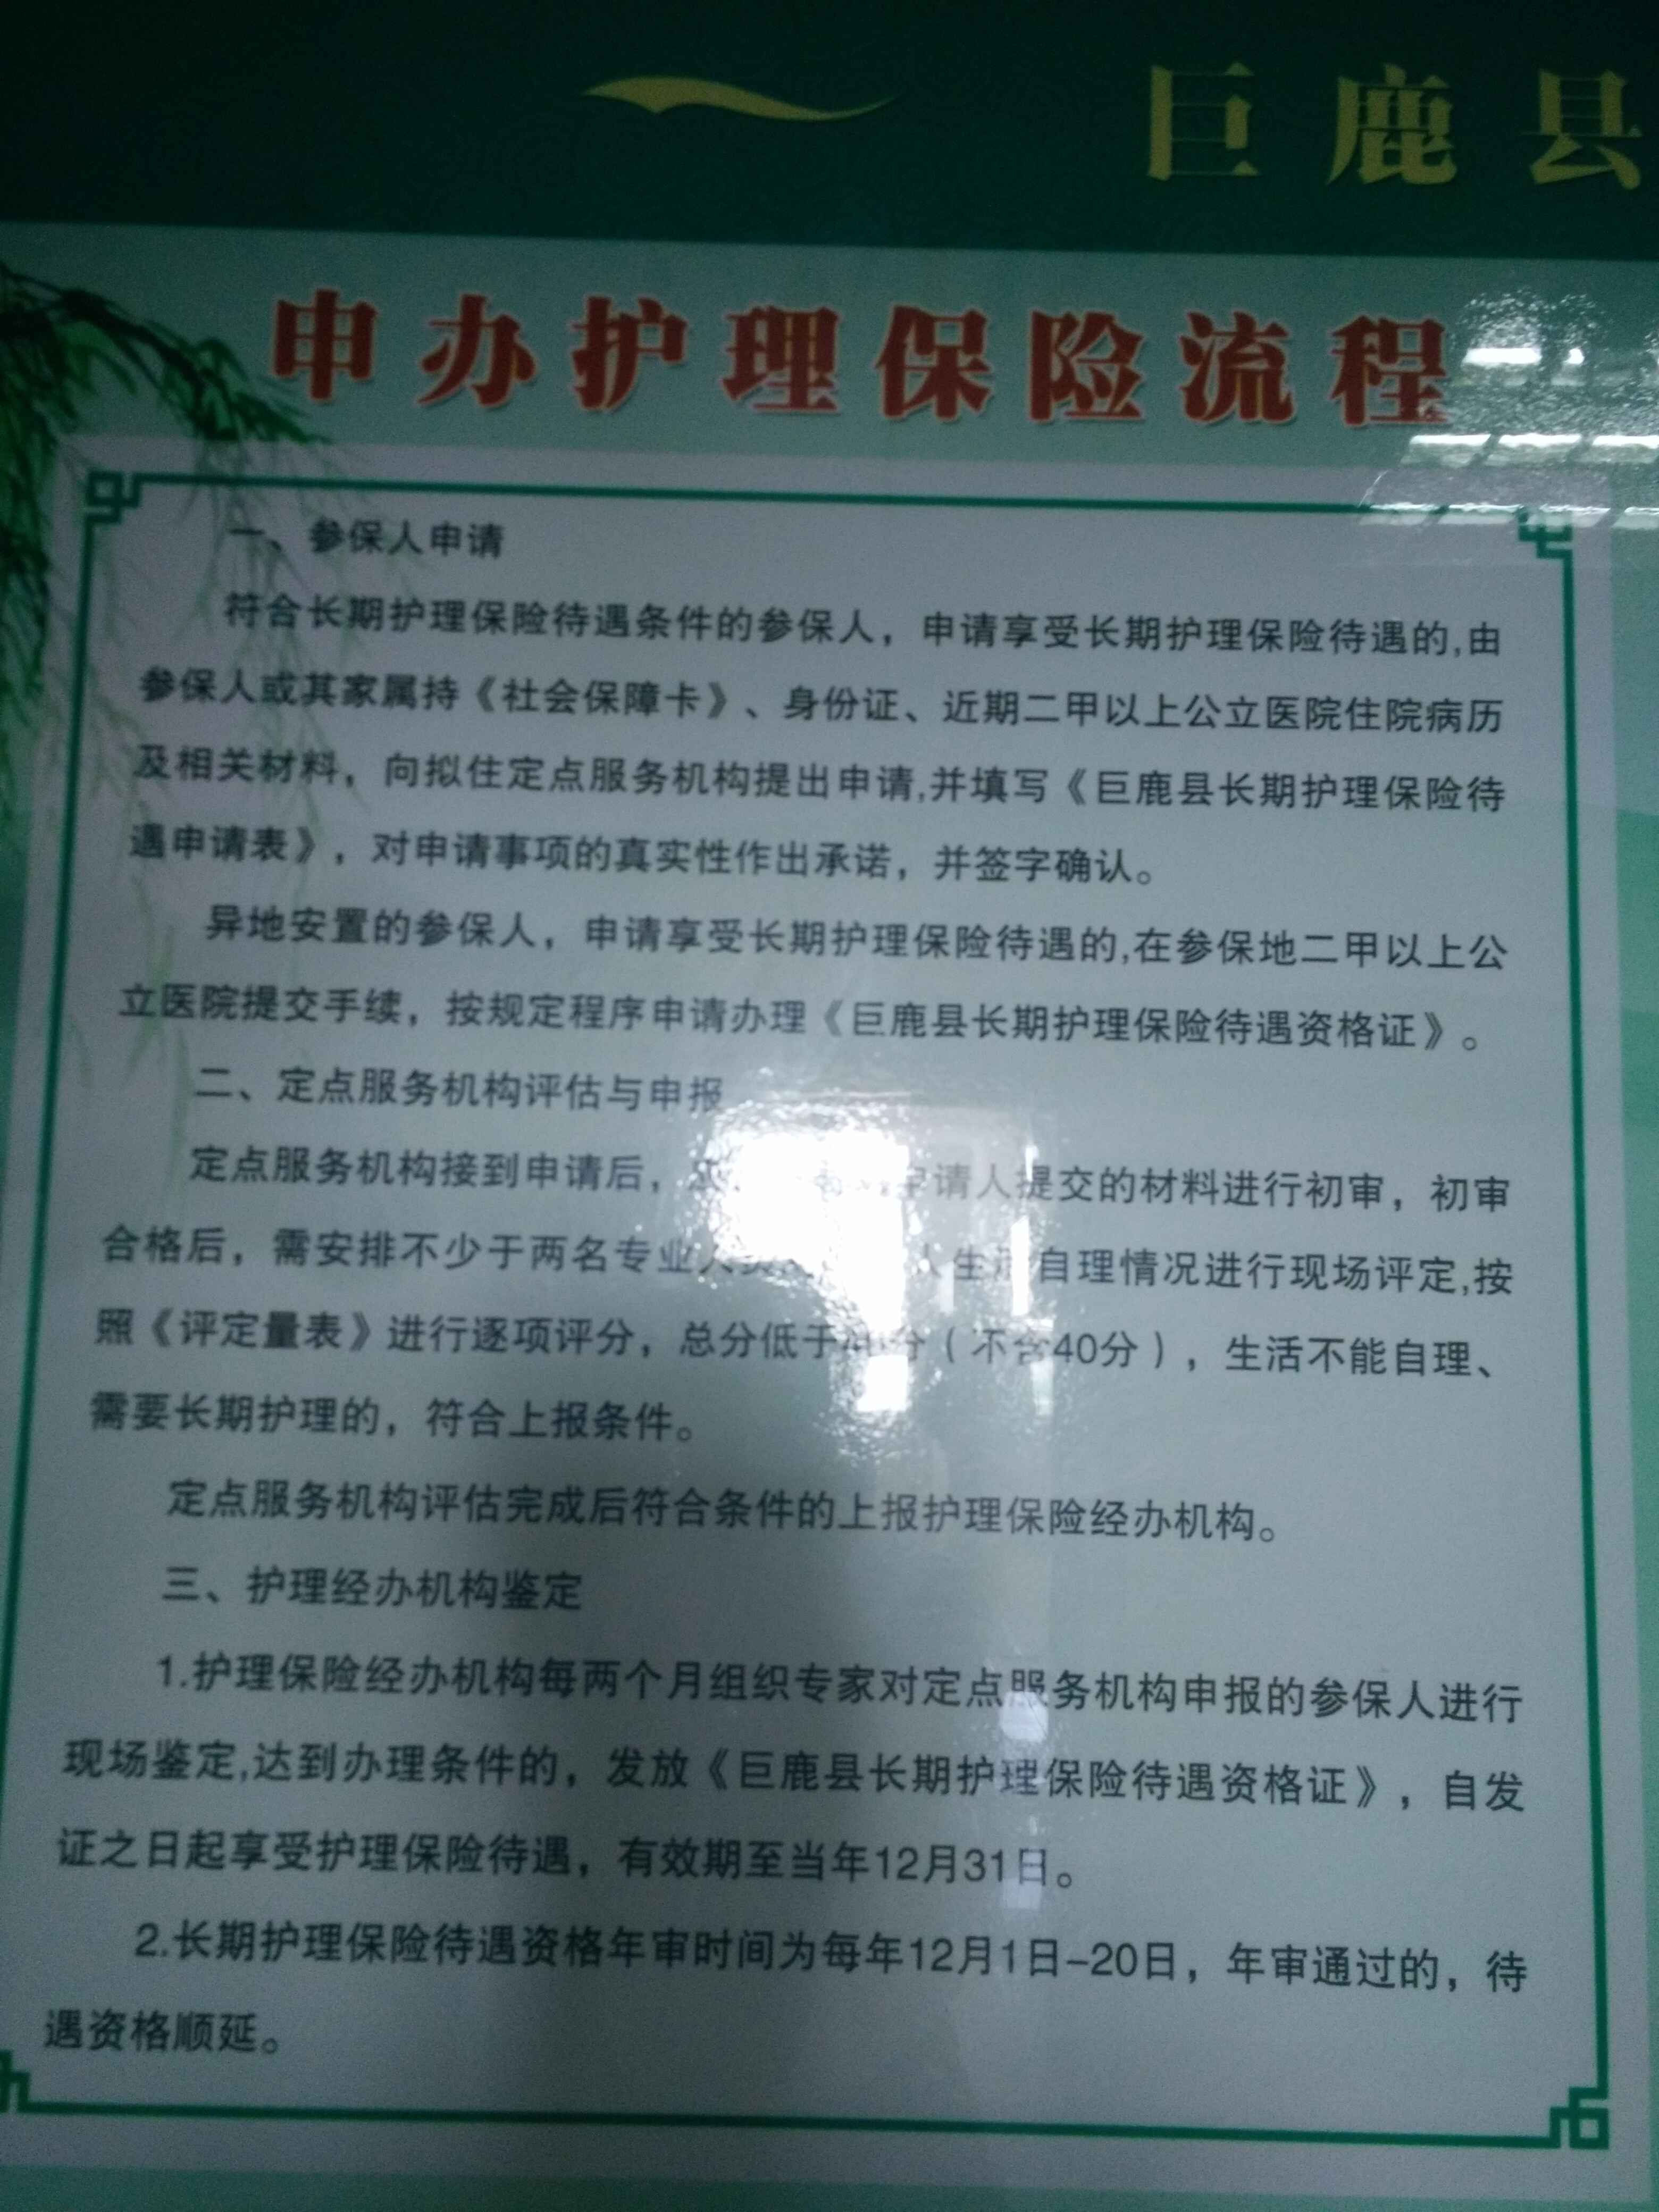 巨鹿县
申办护理保险流程
一、参保人申请
符合长期护理保险待遇条件的参保人，申请享受长期护理保险待遇的,由
参保人或其家属持《社会保障卡》、身份证、近期二甲以上公立医院住院病历
及相关材料，向拟住定点服务机构提出申请,并填写《巨鹿县长期护理保险待
遇申请表》，对申请事项的真实性作出承诺，并签字确认。
异地安置的参保人，申请享受长期护理保险待遇的,在参保地二甲以上公
立医院提交手续，按规定程序申请办理《巨鹿县长期护理保险待遇资格证》。
二、定点服务机构评估与申报
定点服务机构接到申请后，申请人提交的材料进行初审，初审
合格后，需安排不少于两名专业人员人生活自理情况进行现场评定,按
照《评定量表》进行逐项评分，总分低于40分（不含40分），生活不能自理、
需要长期护理的，符合上报条件。
定点服务机构评估完成后符合条件的上报护理保险经办机构。
三、护理经办机构鉴定
1.护理保险经办机构每两个月组织专家对定点服务机构申报的参保人进行
现场鉴定,达到办理条件的，发放《巨鹿县长期护理保险待遇资格证》，自发
证之日起享受护理保险待遇，有效期至当年12月31日。
2.长期护理保险待遇资格年审时间为每年12月1日-20日，年审通过的，待
遇资格顺延。